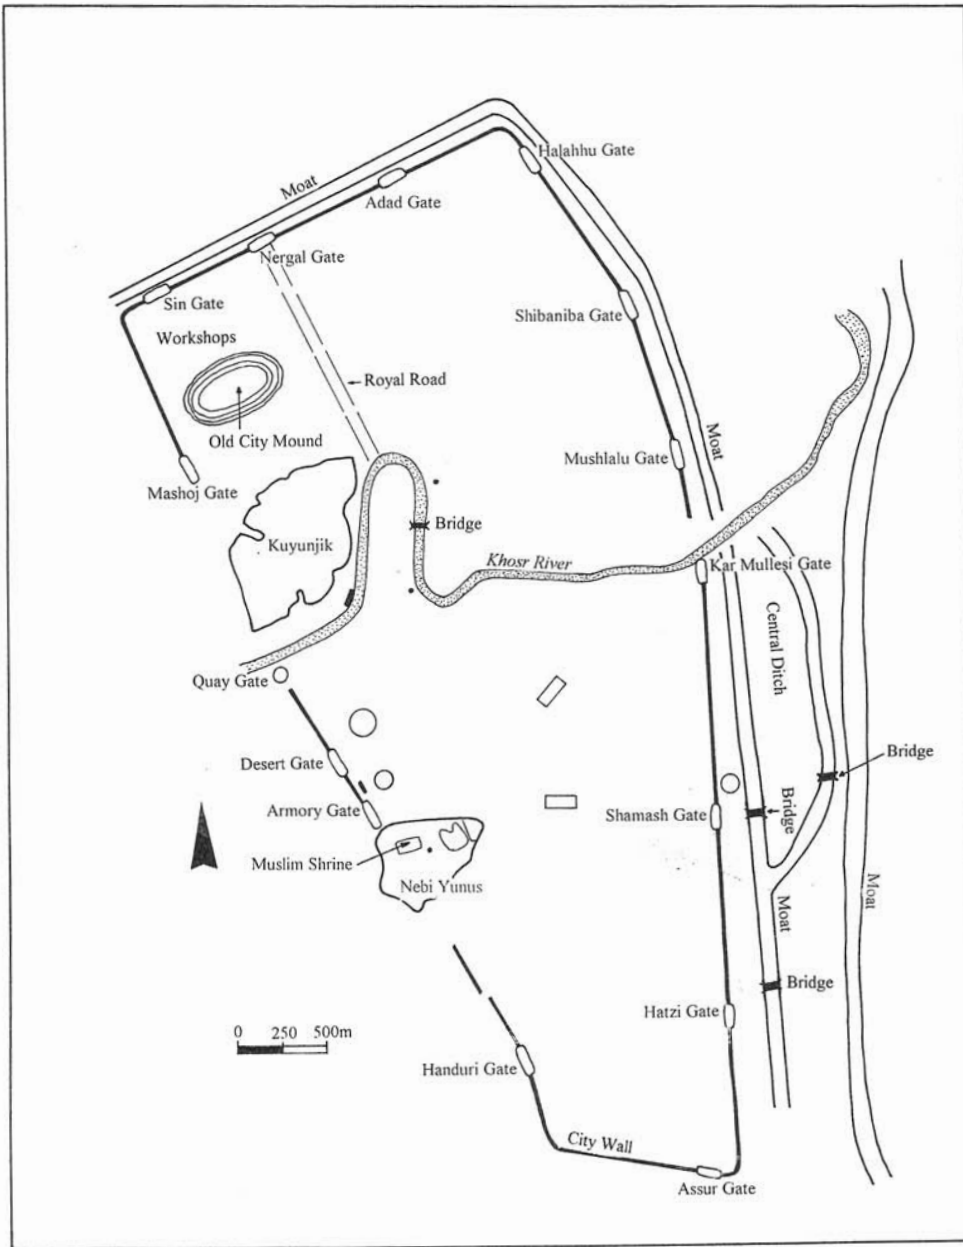 Halahhu Gate
Moat
Adad Gate
Nergal Gate
Sin Gate
Shibaniba Gate
Workshops
Royal Road
Old City Mound
Moat
Mushlalu Gate
Mashoj Gate
Bridge
Kuyunjik
Khosr River
Kar Mullesi Gate
Central Ditch
Quay Gate
Bridge
Desert Gate
Armory Gate
Bridge
Shamash Gate
Muslim Shrine
Nebi Yunus
Moat
Moat
Bridge
Hatzi Gate
0 250 500m
Handuri Gate
City Wall
Assur Gate